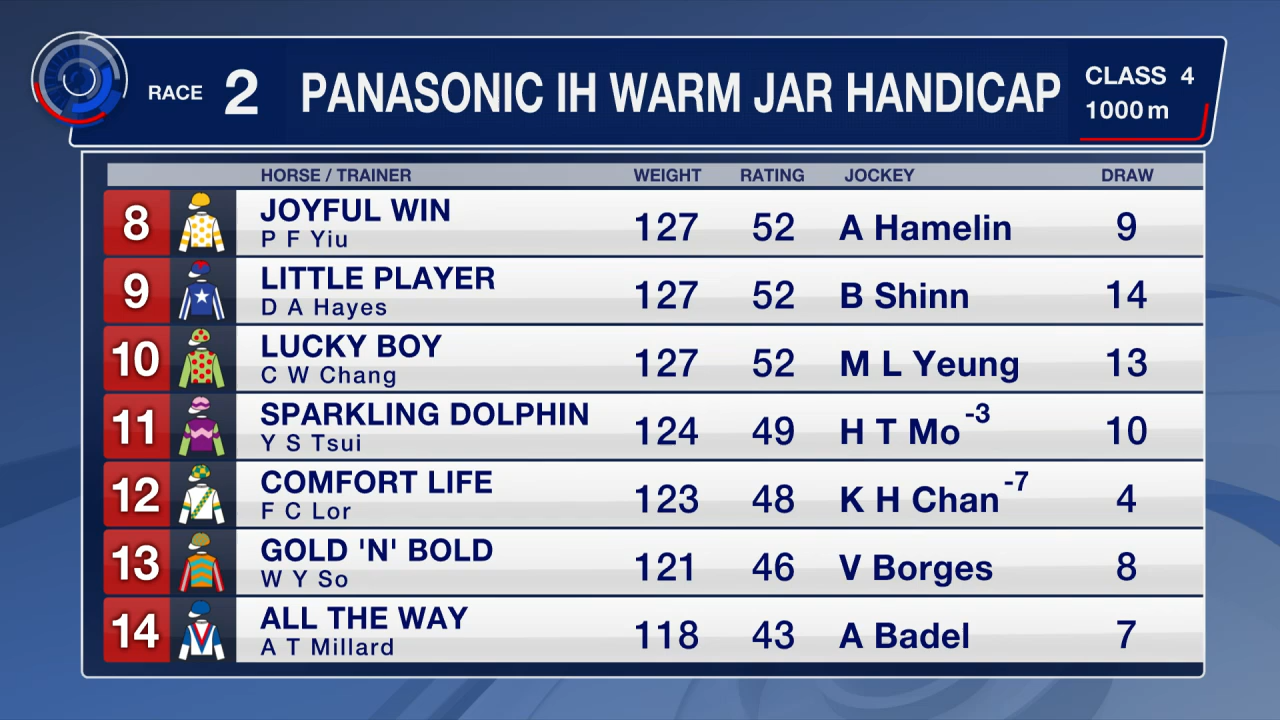 RACE 2 PANASONIC IH WARM JAR HANDICAP CLASS 4
1000 m
HORSE / TRAINER WEIGHT RATING JOCKEY DRAW
8 JOYFUL WIN 127 52 A Hamelin 9
P F Yiu
9 LITTLE PLAYER 127 52 B Shinn 14
D A Hayes
10 LUCKY BOY 127 52 M L Yeung 13
C W Chang
11 SPARKLING DOLPHIN 124 49 H T Mo -3 10
Y S Tsui
12 COMFORT LIFE 123 48 K H Chan -7 4
F C Lor
13 GOLD 'N' BOLD 121 46 V Borges 8
W Y So
14 ALL THE WAY 118 43 A Badel 7
A T Millard